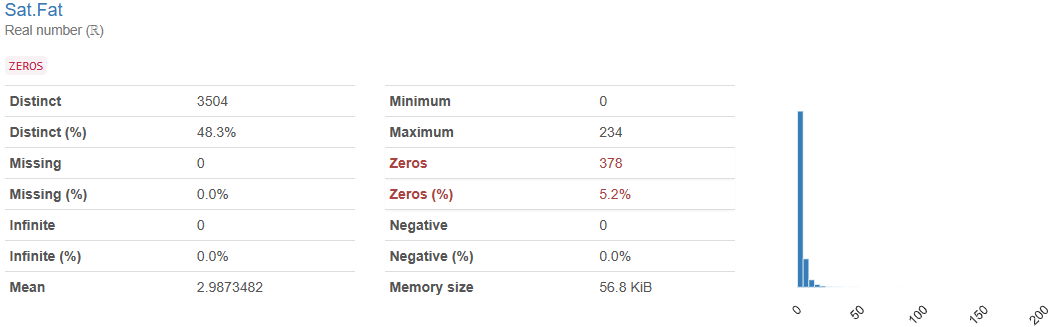 Sat.Fat
Real number (ℝ)
ZEROS
Distinct 3504
Distinct (%) 48.3%
Missing 0
Missing (%) 0.0%
Infinite 0
Infinite (%) 0.0%
Mean 2.9873482
Minimum 0
Maximum 234
Zeros 378
Zeros (%) 5.2%
Negative 0
Negative (%) 0.0%
Memory size 56.8 KiB
0 50 100 150 200